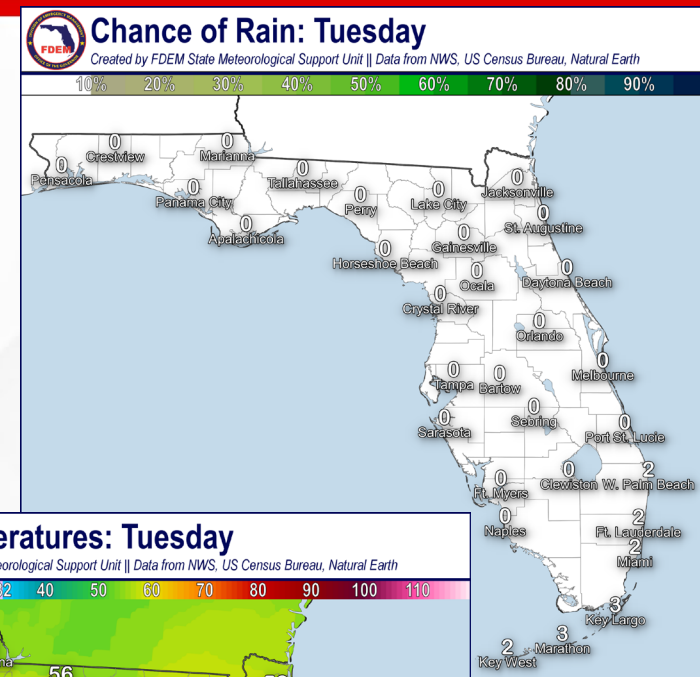 FDEM
Chance of Rain: Tuesday
Created by FDEM State Meteorological Support Unit || Data from NWS, US Census Bureau, Natural Earth
10% 20% 30% 40% 50% 60% 70% 80% 90%
0 Crestview
0 Marianna
0 Pensacola
0 Tallahassee
0 Panama City
0 Perry
0 Lake City
0 Jacksonville
0 Apalachicola
0 St. Augustine
0 Gainesville
0 Horseshoe Beach
0 Ocala
0 Daytona Beach
0 Crystal River
0 Orlando
0 Melbourne
0 Tampa
0 Bartow
0 Sebring
0 Sarasota
0 Port St. Lucie
0 Clewiston
2 W. Palm Beach
0 Ft. Myers
0 Naples
2 Ft. Lauderdale
2 Miami
3 Key Largo
3 Marathon
2 Key West
eratures: Tuesday
eorological Support Unit || Data from NWS, US Census Bureau, Natural Earth
32 40 50 60 70 80 90 100 110
na
56